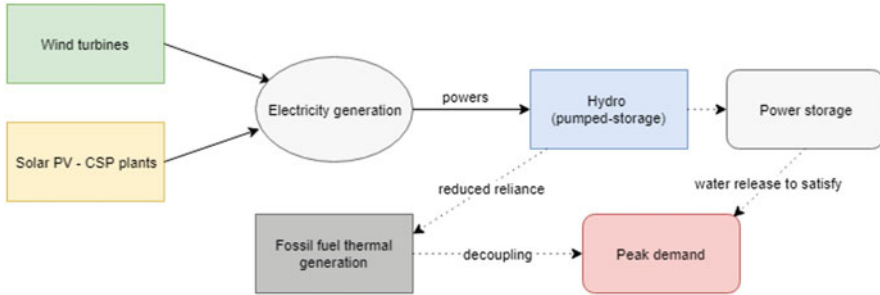 Wind turbines
Solar PV - CSP plants
Electricity generation
powers
Hydro
(pumped-storage)
Power storage
reduced reliance
water release to satisfy
Fossil fuel thermal
generation
decoupling
Peak demand